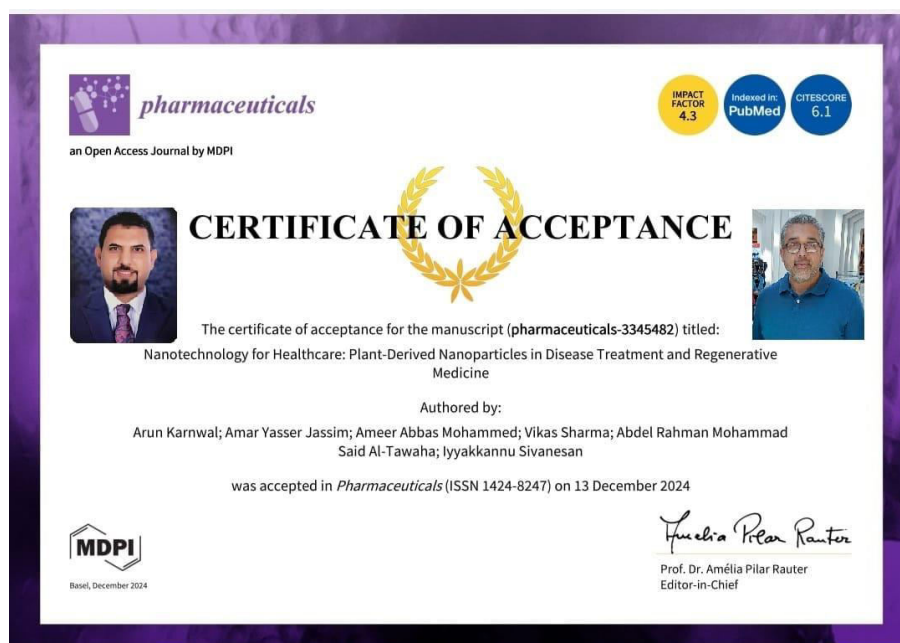 pharmaceuticals
IMPACT
FACTOR
4.3
Indexed in:
PubMed
CITESCORE
6.1
an Open Access Journal by MDPI
CERTIFICATE OF ACCEPTANCE
The certificate of acceptance for the manuscript (pharmaceuticals-3345482) titled:
Nanotechnology for Healthcare: Plant-Derived Nanoparticles in Disease Treatment and Regenerative
Medicine
Authored by:
Arun Karnwal; Amar Yasser Jassim; Ameer Abbas Mohammed; Vikas Sharma; Abdel Rahman Mohammad
Said Al-Tawaha; Iyyakkannu Sivanesan
was accepted in Pharmaceuticals (ISSN 1424-8247) on 13 December 2024
Amelia Pilar Rauter
MDPI
Prof. Dr. Amélia Pilar Rauter
Editor-in-Chief
Basel, December 2024